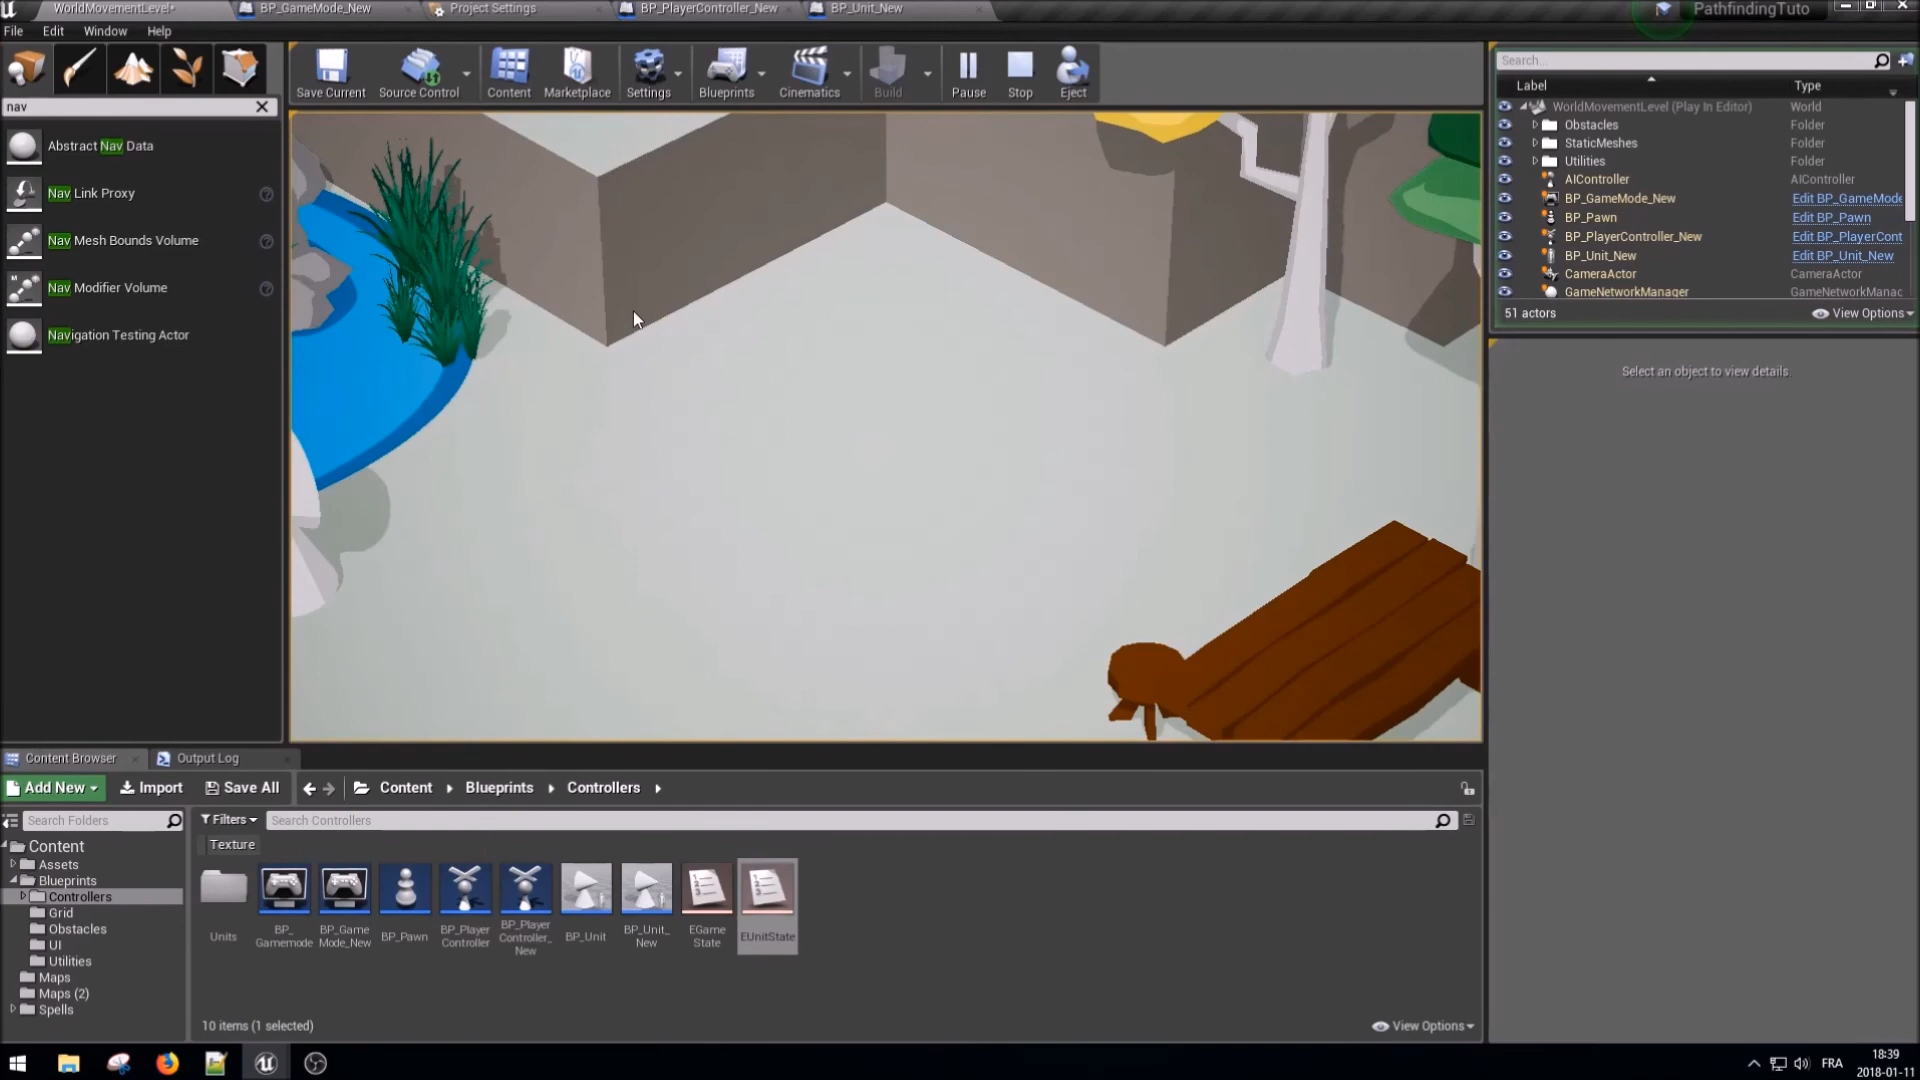 WorldMovementLevel*
BP_GameMode_New
Project Settings
BP_PlayerController_New
BP_Unit_New
PathfindingTuto
File
Edit
Window
Help
Save Current
Source Control
Content
Marketplace
Settings
Blueprints
Cinematics
Build
Pause
Stop
Eject
nav
Abstract Nav Data
Nav Link Proxy
Nav Mesh Bounds Volume
Nav Modifier Volume
Navigation Testing Actor
Search...
Label
Type
WorldMovementLevel (Play In Editor)
World
Obstacles
Folder
StaticMeshes
Folder
Utilities
Folder
AIController
AIController
BP_GameMode_New
Edit BP_GameMode
BP_Pawn
Edit BP_Pawn
BP_PlayerController_New
Edit BP_PlayerCont
BP_Unit_New
Edit BP_Unit_New
CameraActor
CameraActor
GameNetworkManager
GameNetworkManac
51 actors
View Options
Select an object to view details.
Content Browser
Output Log
Add New
Import
Save All
Content
Blueprints
Controllers
Search Folders
Filters
Search Controllers
Texture
Content
Assets
Blueprints
Controllers
Grid
Obstacles
UI
Utilities
Maps
Maps (2)
Spells
Units
BP_
Gamemode
BP_Game
Mode_New
BP_Pawn
BP_Player
Controller
BP_Player
Controller_
New
BP_Unit
BP_Unit_
New
EGame
State
EUnitState
10 items (1 selected)
View Options
FRA
18:39
2018-01-11